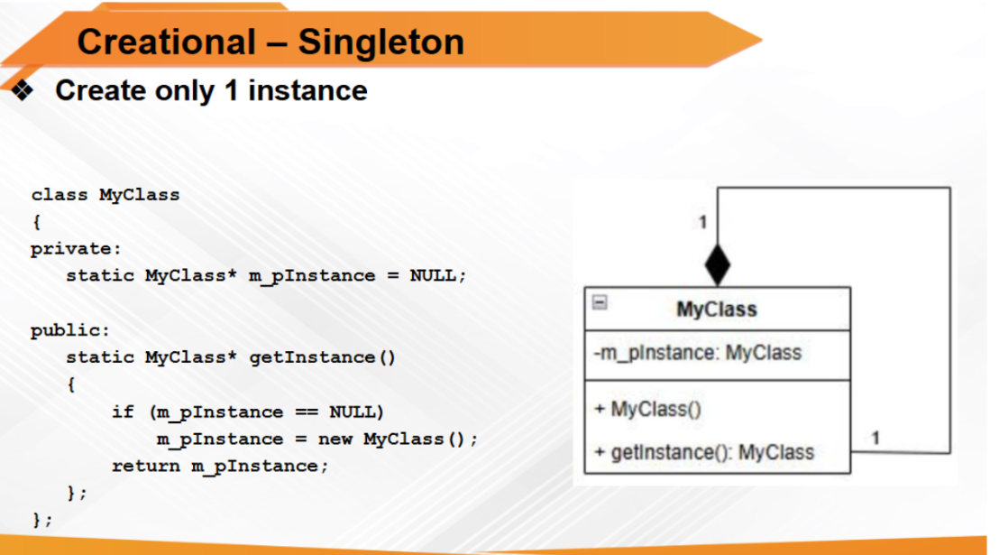 Creational – Singleton
❖ Create only 1 instance
class MyClass
{
private:
static MyClass* m_pInstance = NULL;
public:
static MyClass* getInstance()
{
if (m_pInstance == NULL)
m_pInstance = new MyClass();
return m_pInstance;
};
};
1
MyClass
-m_pInstance: MyClass
+ MyClass()
+ getInstance(): MyClass
1